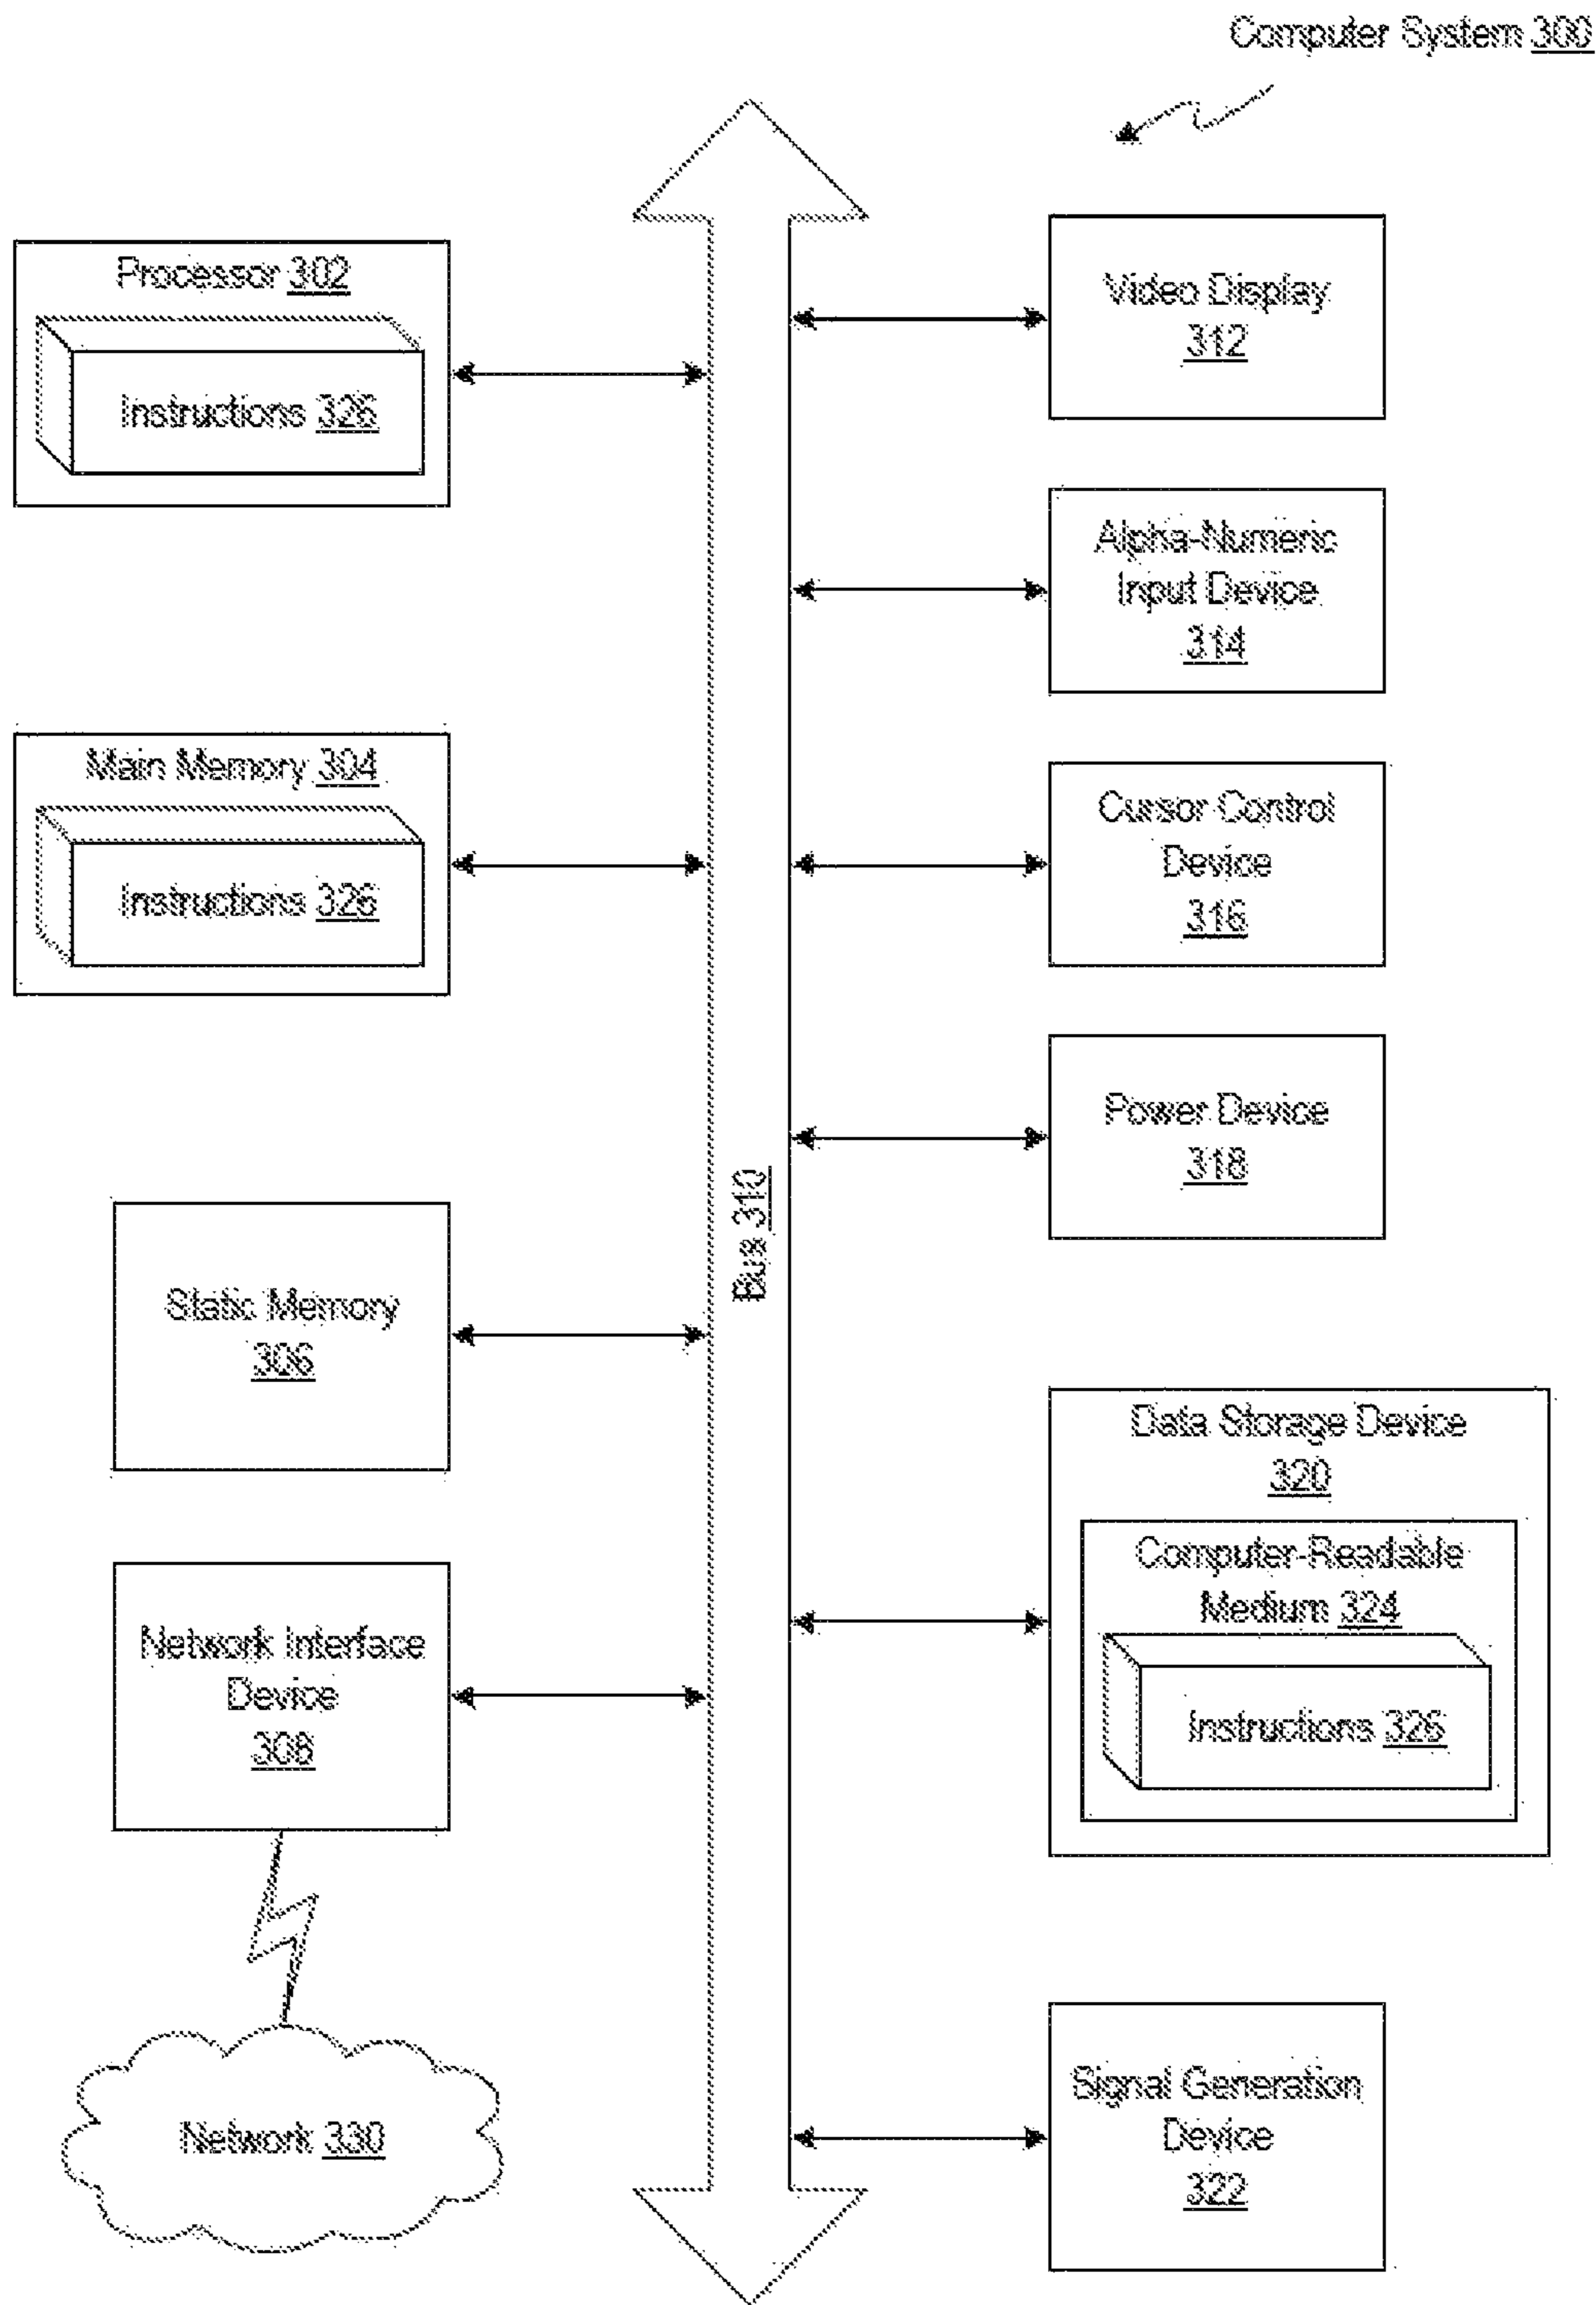 Computer System 300
Processor 302
Instructions 326
Main Memory 304
Instructions 326
Static Memory
306
Network Interface
Device
308
Network 330
Bus 310
Video Display
312
Alpha-Numeric
Input Device
314
Cursor Control
Device
316
Power Device
318
Data Storage Device
320
Computer-Readable
Medium 324
Instructions 326
Signal Generation
Device
322